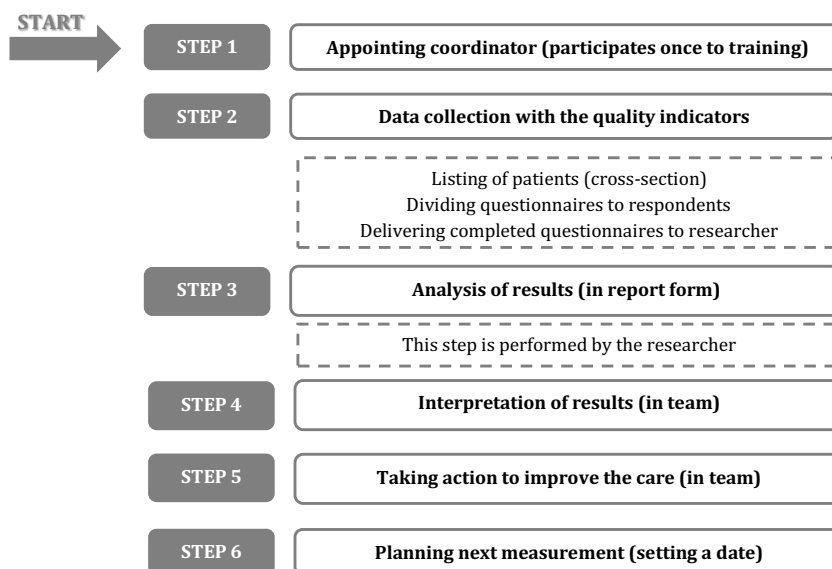 START
STEP 1
Appointing coordinator (participates once to training)
STEP 2
Data collection with the quality indicators
Listing of patients (cross-section)
Dividing questionnaires to respondents
Delivering completed questionnaires to researcher
STEP 3
Analysis of results (in report form)
This step is performed by the researcher
STEP 4
Interpretation of results (in team)
STEP 5
Taking action to improve the care (in team)
STEP 6
Planning next measurement (setting a date)